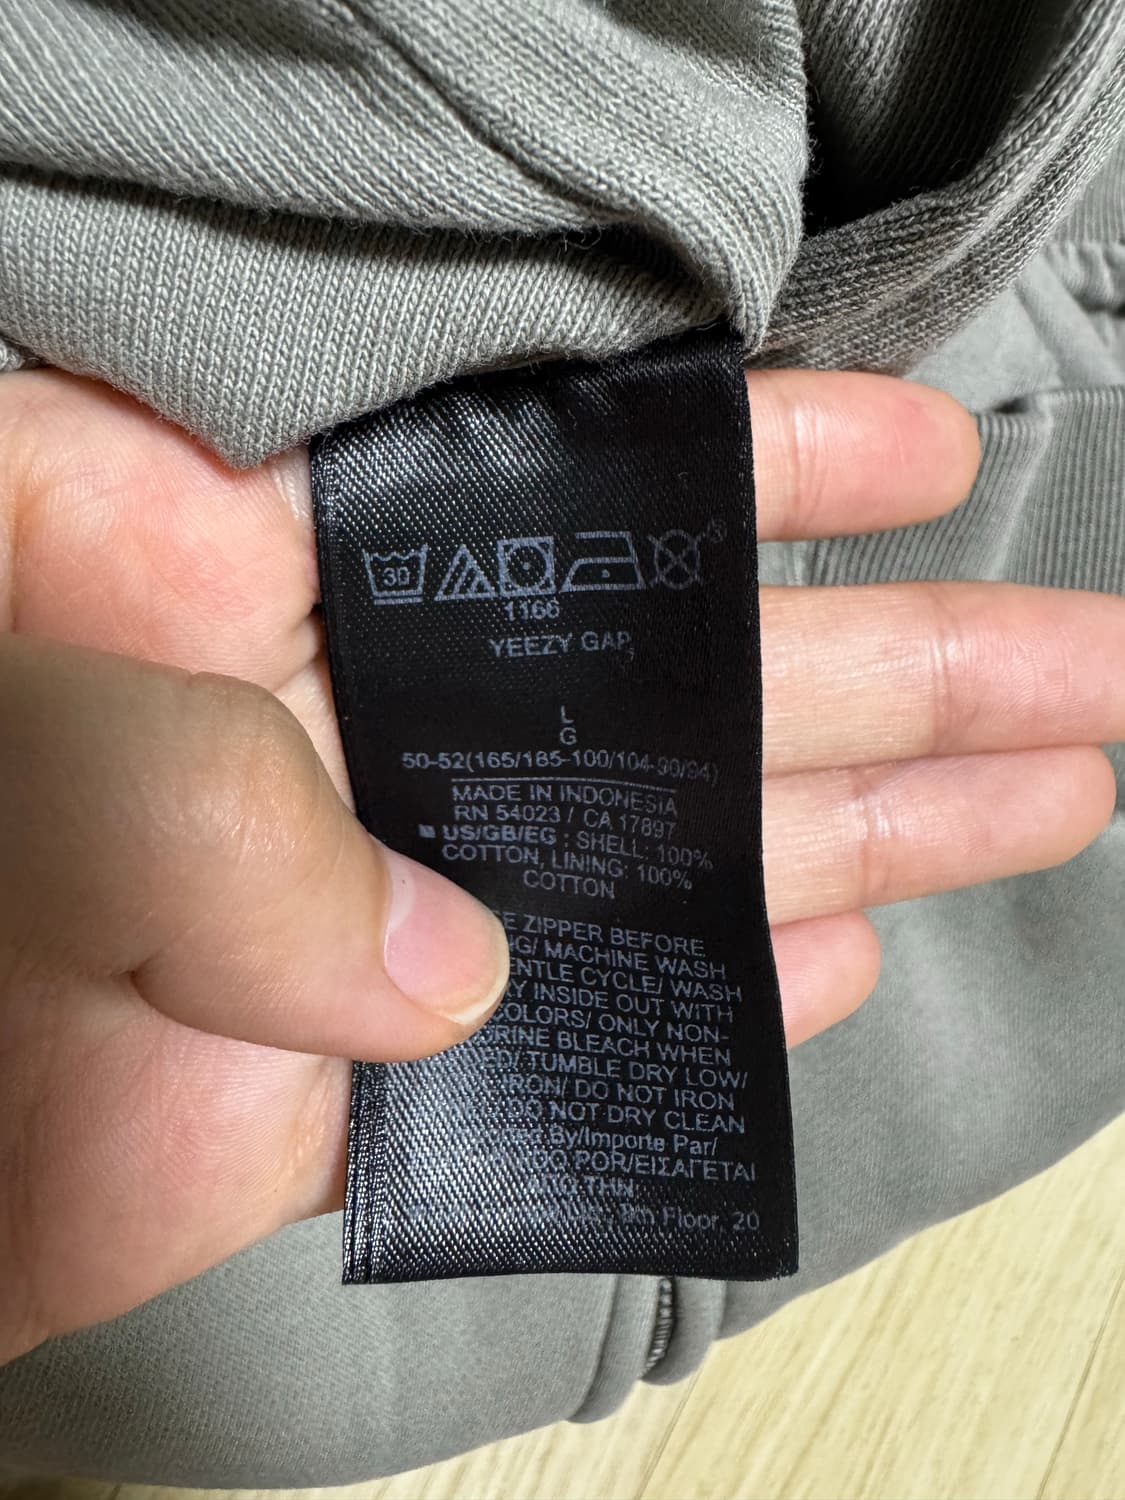 30
1166
YEEZY GAP
L
G
50-52(165/185-100/104-90/94)
MADE IN INDONESIA
RN 54023 / CA 17897
US/GB/EG : SHELL: 100%
COTTON, LINING: 100%
COTTON
ZIPPER BEFORE
MACHINE WASH
CYCLE/ WASH
INSIDE OUT WITH
ONLY NON-
BLEACH WHEN
TUMBLE DRY LOW/
IRON/ DO NOT IRON
DO NOT DRY CLEAN
By/Importe Par/
POR/ΕΙΣΑΓΕΤΑΙ
ΑΠΟ ΤΗΝ
8th Floor, 20